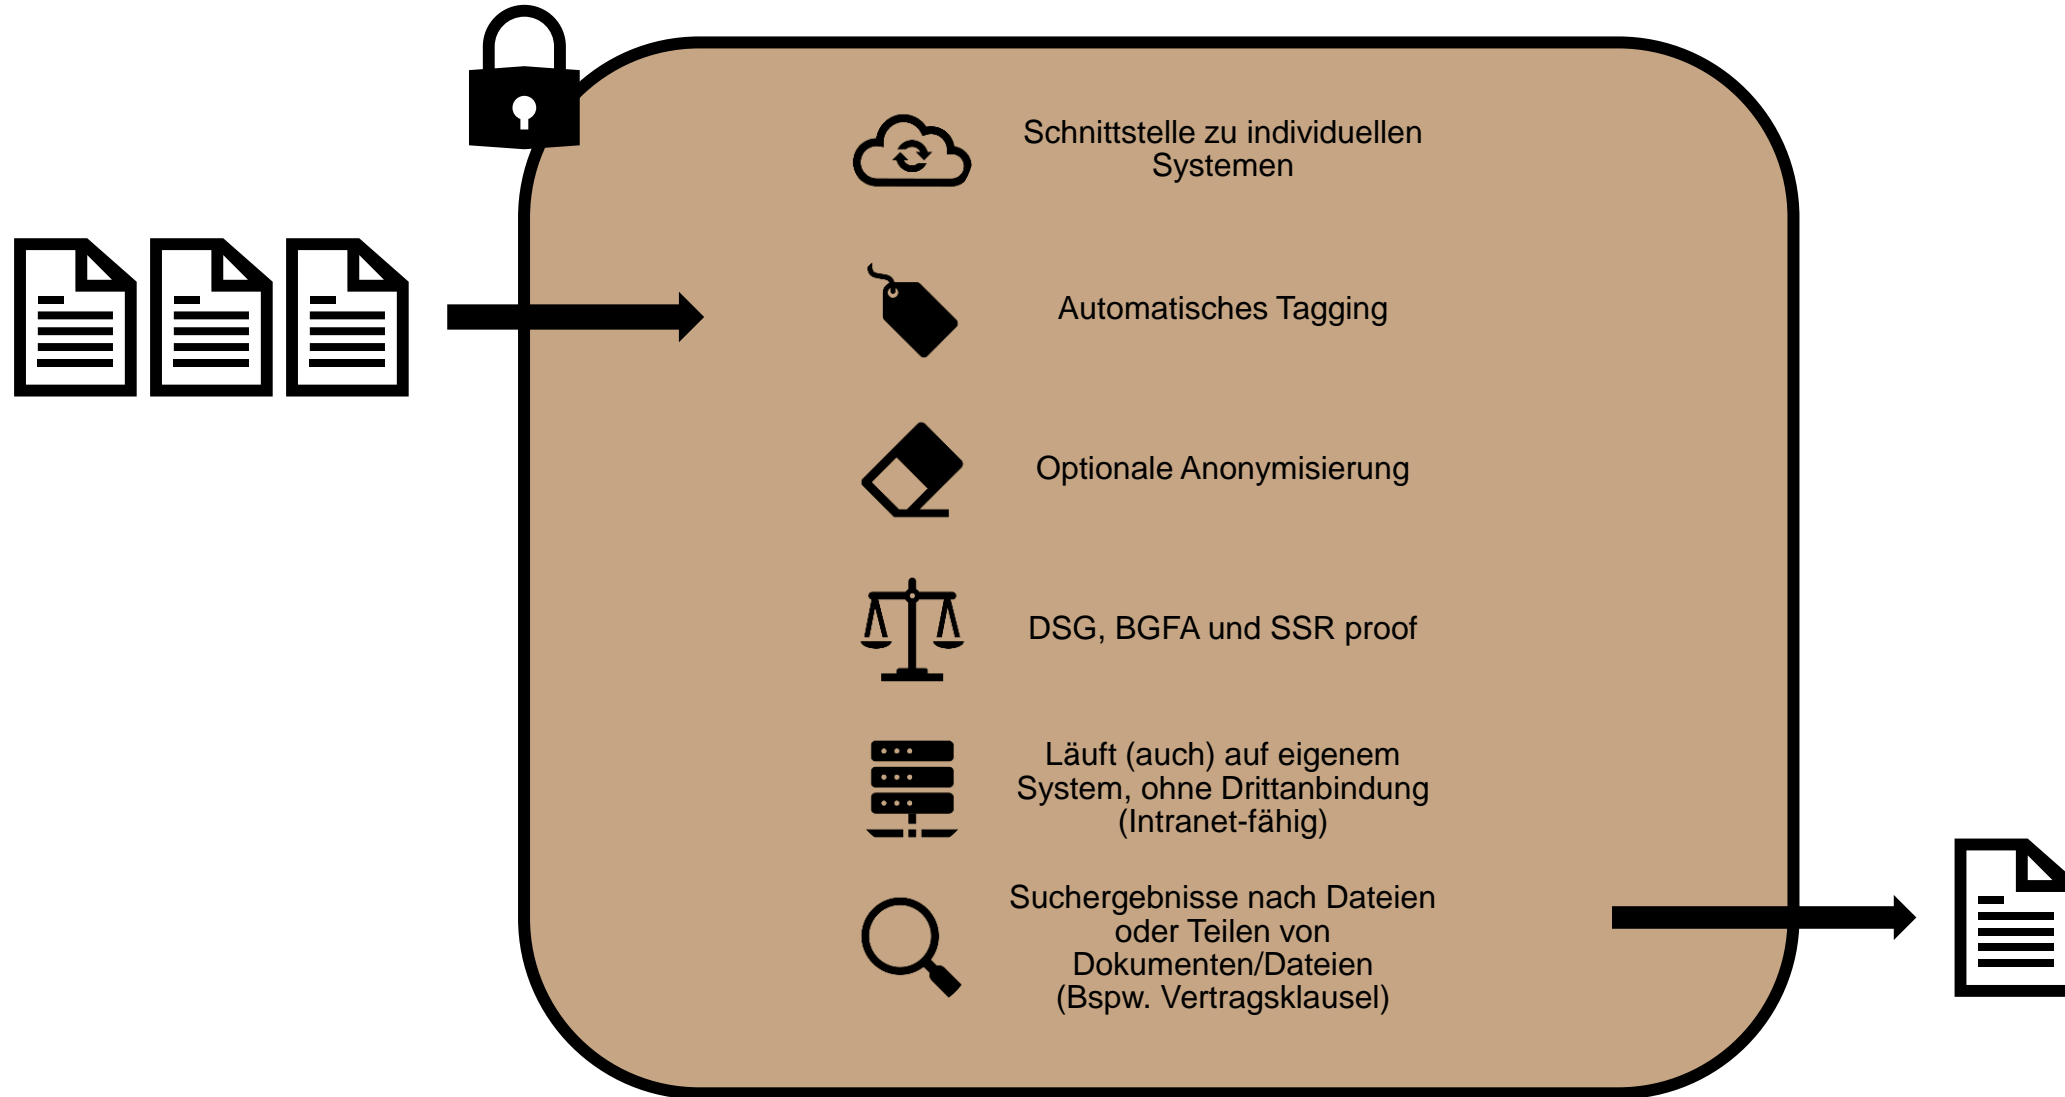 Schnittstelle zu individuellen
Systemen
Automatisches Tagging
Optionale Anonymisierung
DSG, BGFA und SSR proof
Läuft (auch) auf eigenem
System, ohne Drittanbindung
(Intranet-fähig)
Suchergebnisse nach Dateien
oder Teilen von
Dokumenten/Dateien
(Bspw. Vertragsklausel)